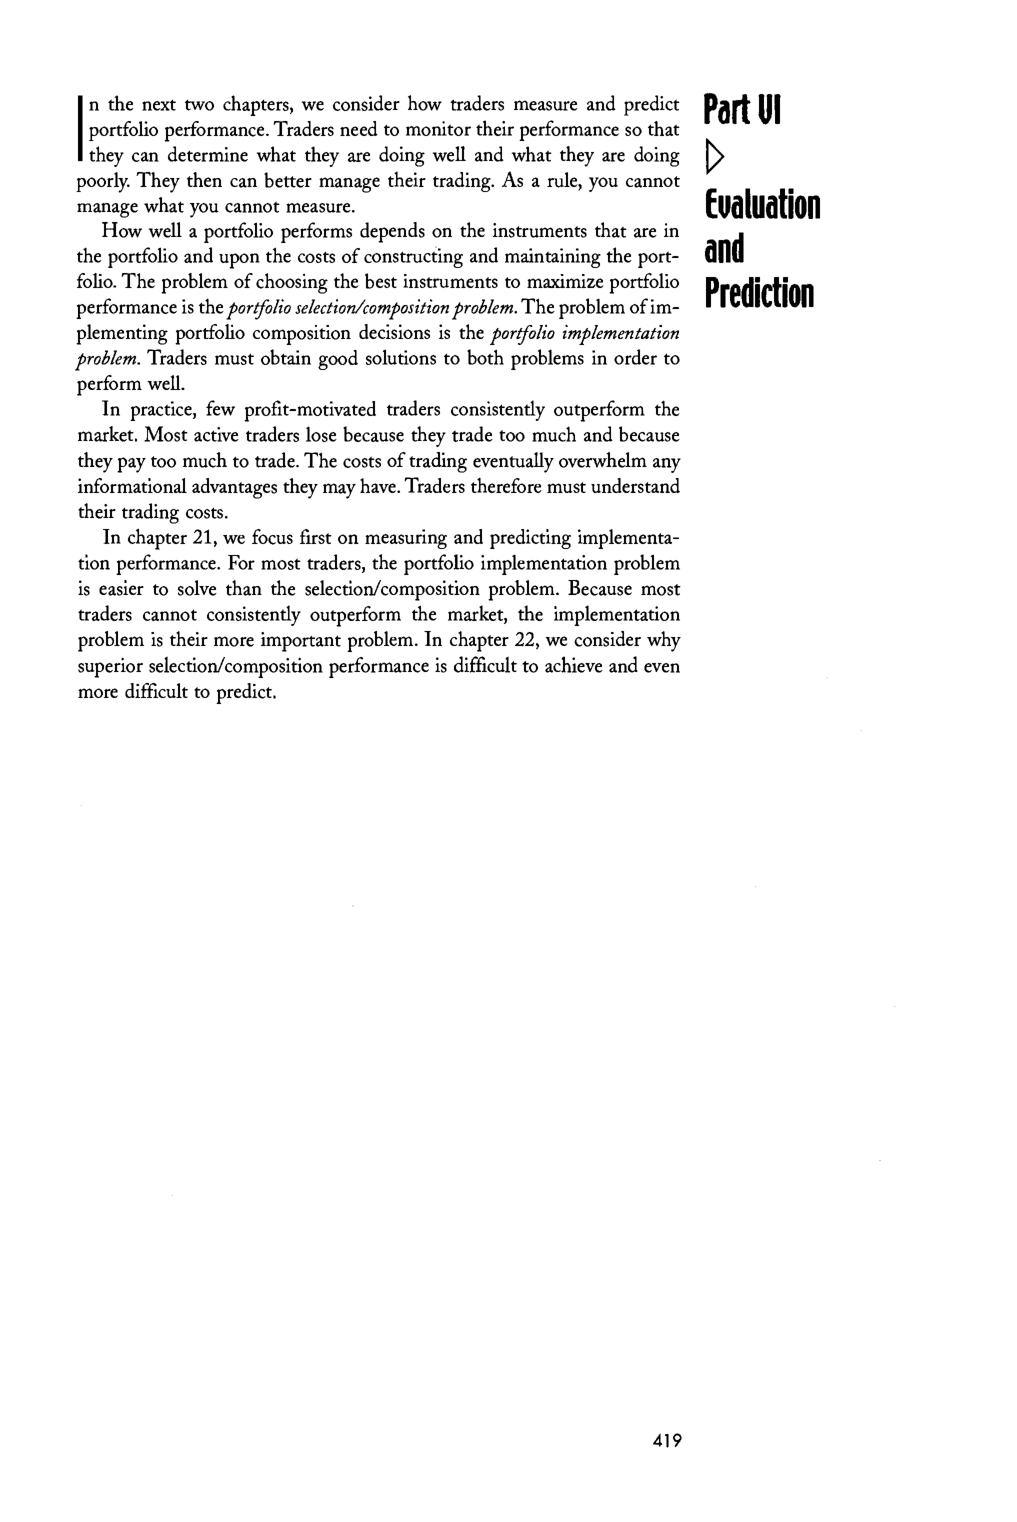 In the next two chapters, we consider how traders measure and predict
portfolio performance. Traders need to monitor their performance so that
they can determine what they are doing well and what they are doing
poorly. They then can better manage their trading. As a rule, you cannot
manage what you cannot measure.
How well a portfolio performs depends on the instruments that are in
the portfolio and upon the costs of constructing and maintaining the port-
folio. The problem of choosing the best instruments to maximize portfolio
performance is the portfolio selection/composition problem. The problem of im-
plementing portfolio composition decisions is the portfolio implementation
problem. Traders must obtain good solutions to both problems in order to
perform well.
In practice, few profit-motivated traders consistently outperform the
market. Most active traders lose because they trade too much and because
they pay too much to trade. The costs of trading eventually overwhelm any
informational advantages they may have. Traders therefore must understand
their trading costs.
In chapter 21, we focus first on measuring and predicting implementa-
tion performance. For most traders, the portfolio implementation problem
is easier to solve than the selection/composition problem. Because most
traders cannot consistently outperform the market, the implementation
problem is their more important problem. In chapter 22, we consider why
superior selection/composition performance is difficult to achieve and even
more difficult to predict.
Part VI
Evaluation
and
Prediction
419